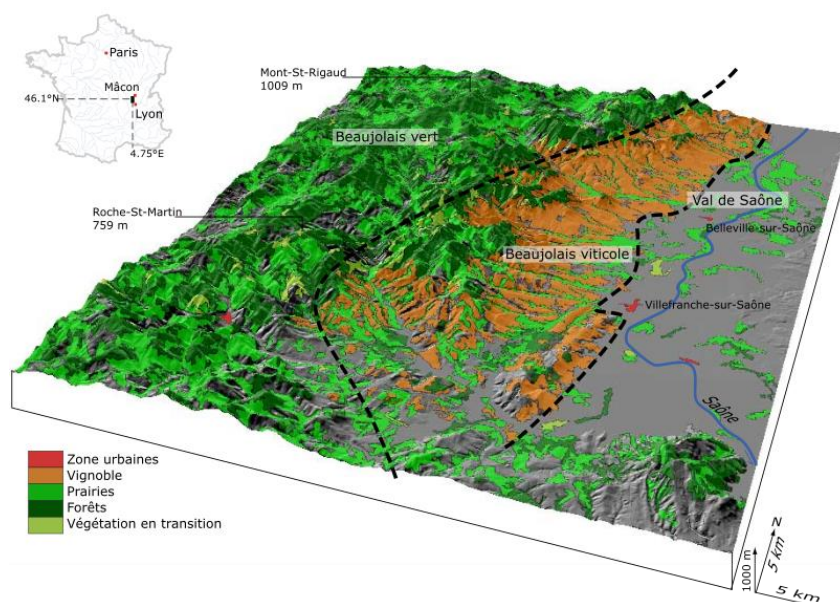 Paris
Mâcon
46.1°N
Lyon
4.75°E
Mont-St-Rigaud
1009 m
Beaujolais vert
Roche-St-Martin
759 m
Val de Saône
Belleville-sur-Saône
Beaujolais viticole
Villefranche-sur-Saône
Saône
Zone urbaines
Vignoble
Prairies
Forêts
Végétation en transition
1000 m
5 km
N
5 km